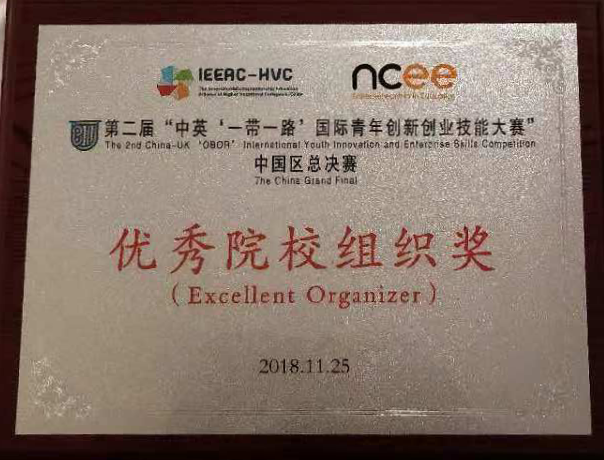 IEEAC-HVC
ncee
第二届“中英‘一带一路’国际青年创新创业技能大赛”
The 2nd China-UK 'OBOR' International Youth Innovation and Enterprise Skills Competition
中国区总决赛
The China Grand Final
优秀院校组织奖
(Excellent Organizer)
2018.11.25